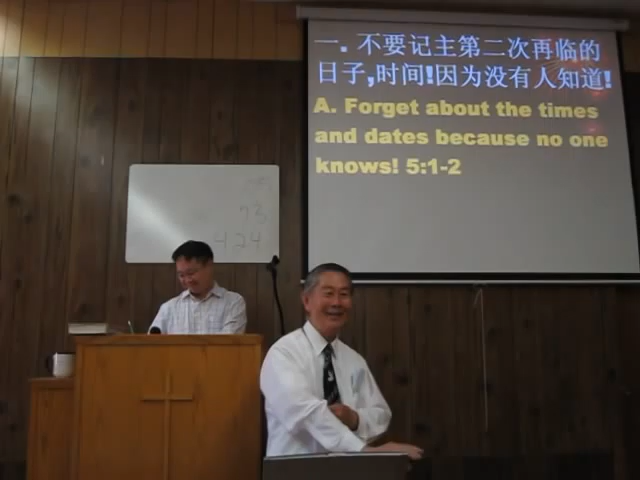 一. 不要记主第二次再临的
日子,时间!因为没有人知道!
A. Forget about the times
and dates because no one
knows! 5:1-2
73
424